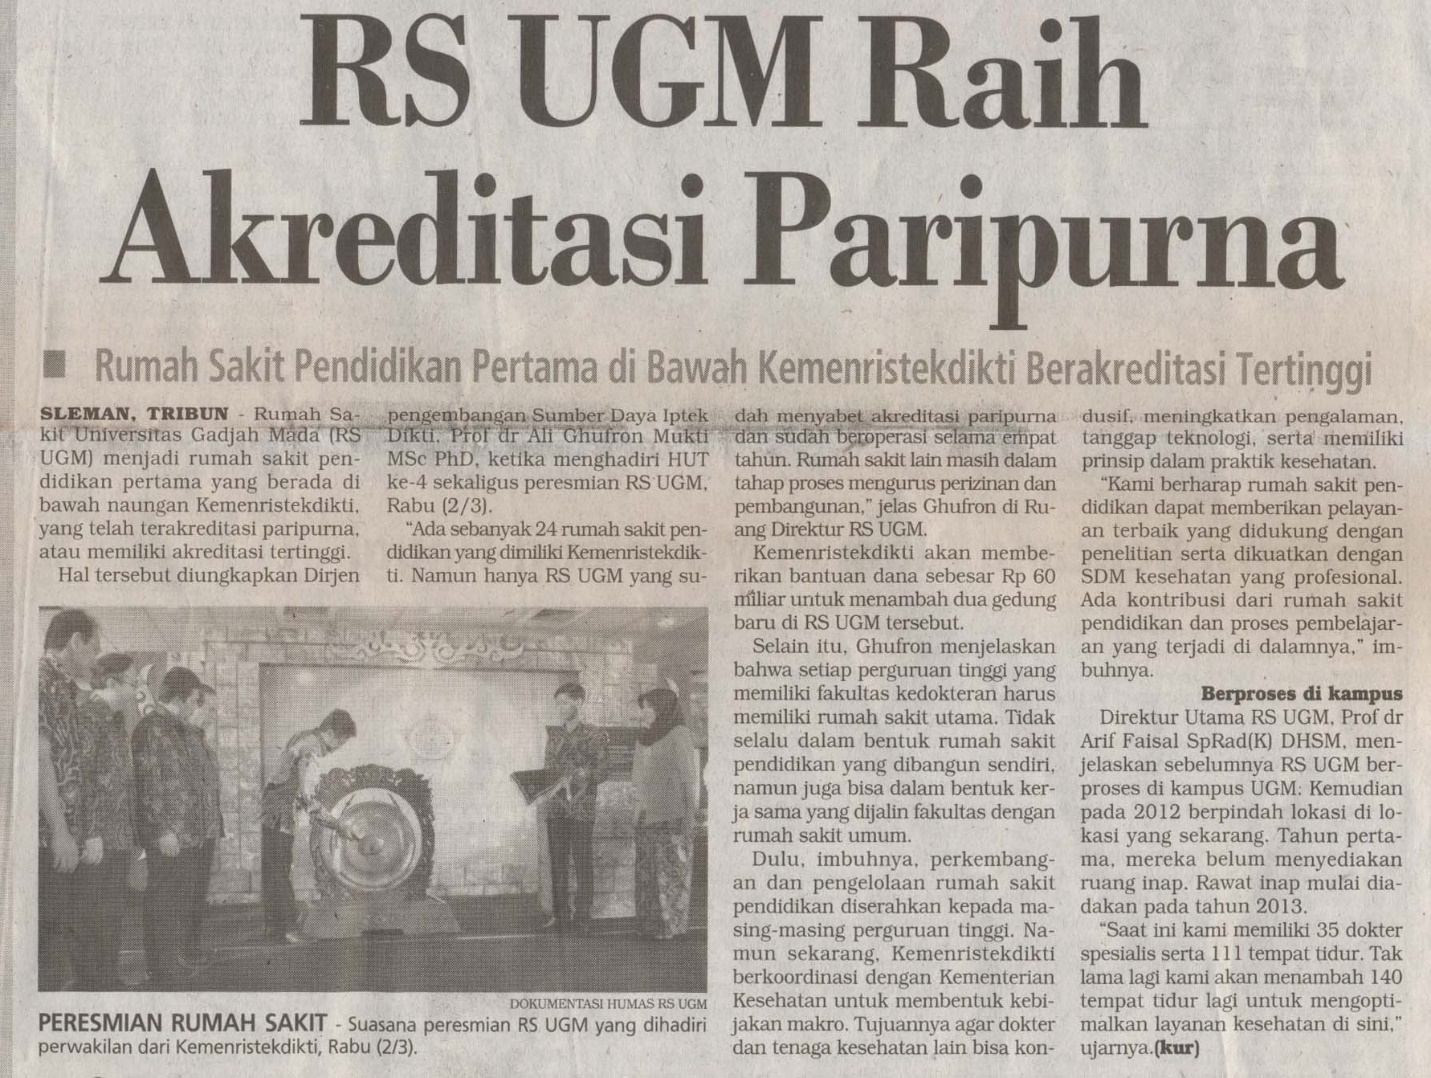 RS UGM Raih
Akreditasi Paripurna
■ Rumah Sakit Pendidikan Pertama di Bawah Kemenristekdikti Berakreditasi Tertinggi
SLEMAN, TRIBUN - Rumah Sa-
kit Universitas Gadjah Mada (RS
UGM) menjadi rumah sakit pen-
didikan pertama yang berada di
bawah naungan Kemenristekdikti,
yang telah terakreditasi paripurna,
atau memiliki akreditasi tertinggi.
Hal tersebut diungkapkan Dirjen
pengembangan Sumber Daya Iptek
Dikti, Prof dr Ali Ghufron Mukti
MSc PhD, ketika menghadiri HUT
ke-4 sekaligus peresmian RS UGM,
Rabu (2/3).
“Ada sebanyak 24 rumah sakit pen-
didikan yang dimiliki Kemenristekdik-
ti. Namun hanya RS UGM yang su-
dah menyabet akreditasi paripurna
dan sudah beroperasi selama empat
tahun. Rumah sakit lain masih dalam
tahap proses mengurus perizinan dan
pembangunan,” jelas Ghufron di Ru-
ang Direktur RS UGM.
Kemenristekdikti akan membe-
rikan bantuan dana sebesar Rp 60
miliar untuk menambah dua gedung
baru di RS UGM tersebut.
Selain itu, Ghufron menjelaskan
bahwa setiap perguruan tinggi yang
memiliki fakultas kedokteran harus
memiliki rumah sakit utama. Tidak
selalu dalam bentuk rumah sakit
pendidikan yang dibangun sendiri,
namun juga bisa dalam bentuk ker-
ja sama yang dijalin fakultas dengan
rumah sakit umum.
Dulu, imbuhnya, perkembang-
an dan pengelolaan rumah sakit
pendidikan diserahkan kepada ma-
sing-masing perguruan tinggi. Na-
mun sekarang, Kemenristekdikti
berkoordinasi dengan Kementerian
Kesehatan untuk membentuk kebi-
jakan makro. Tujuannya agar dokter
dan tenaga kesehatan lain bisa kon-
dusif, meningkatkan pengalaman,
tanggap teknologi, serta memiliki
prinsip dalam praktik kesehatan.
“Kami berharap rumah sakit pen-
didikan dapat memberikan pelayan-
an terbaik yang didukung dengan
penelitian serta dikuatkan dengan
SDM kesehatan yang profesional.
Ada kontribusi dari rumah sakit
pendidikan dan proses pembelajar-
an yang terjadi di dalamnya,” im-
buhnya.
Berproses di kampus
Direktur Utama RS UGM, Prof dr
Arif Faisal SpRad(K) DHSM, men-
jelaskan sebelumnya RS UGM ber-
proses di kampus UGM: Kemudian
pada 2012 berpindah lokasi di lo-
kasi yang sekarang. Tahun perta-
ma, mereka belum menyediakan
ruang inap. Rawat inap mulai dia-
dakan pada tahun 2013.
“Saat ini kami memiliki 35 dokter
spesialis serta 111 tempat tidur. Tak
lama lagi kami akan menambah 140
tempat tidur lagi untuk mengopti-
malkan layanan kesehatan di sini,”
ujarnya.(kur)
DOKUMENTASI HUMAS RS UGM
PERESMIAN RUMAH SAKIT - Suasana peresmian RS UGM yang dihadiri
perwakilan dari Kemenristekdikti, Rabu (2/3).